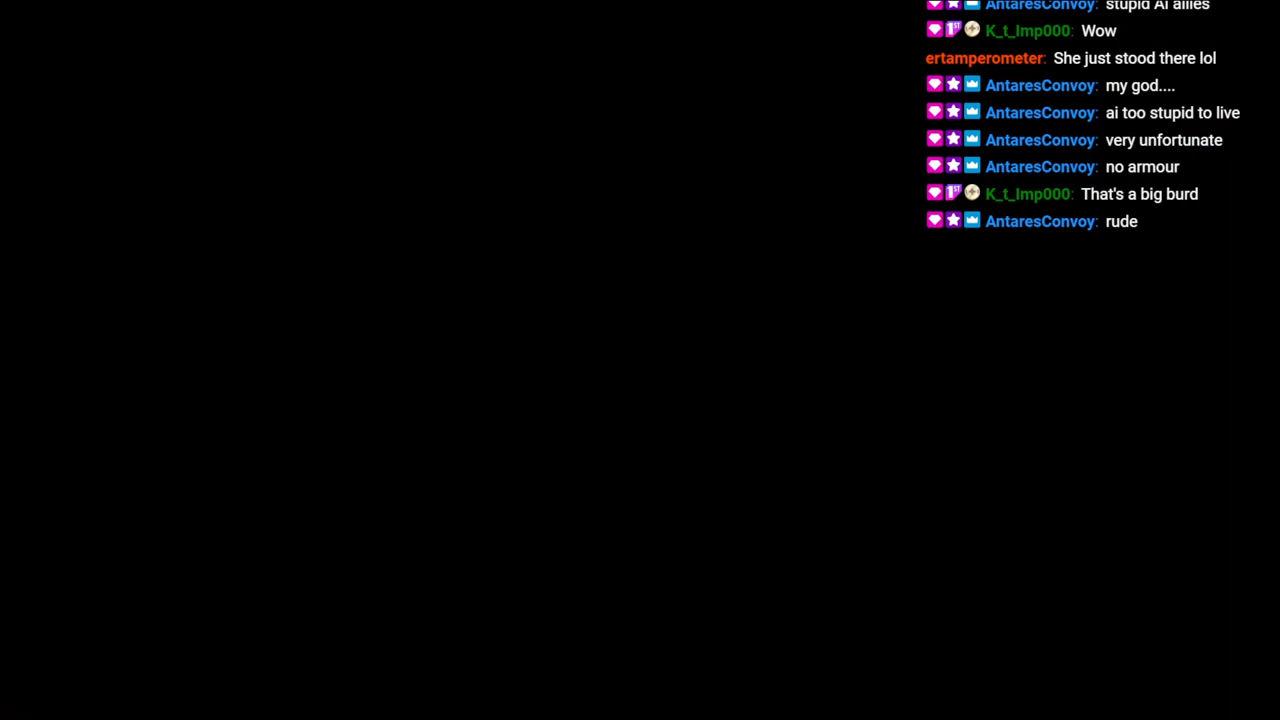 AntaresConvoy: stupid AI allies
K_t_Imp000: Wow
ertamperometer: She just stood there lol
AntaresConvoy: my god....
AntaresConvoy: ai too stupid to live
AntaresConvoy: very unfortunate
AntaresConvoy: no armour
K_t_Imp000: That's a big burd
AntaresConvoy: rude